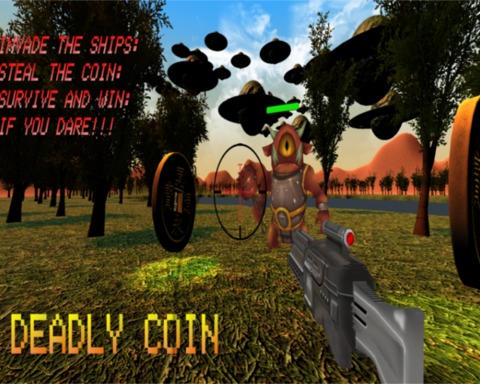 INVADE THE SHIPS:
STEAL THE COIN:
SURVIVE AND WIN:
IF YOU DARE!!!
DEADLY COIN